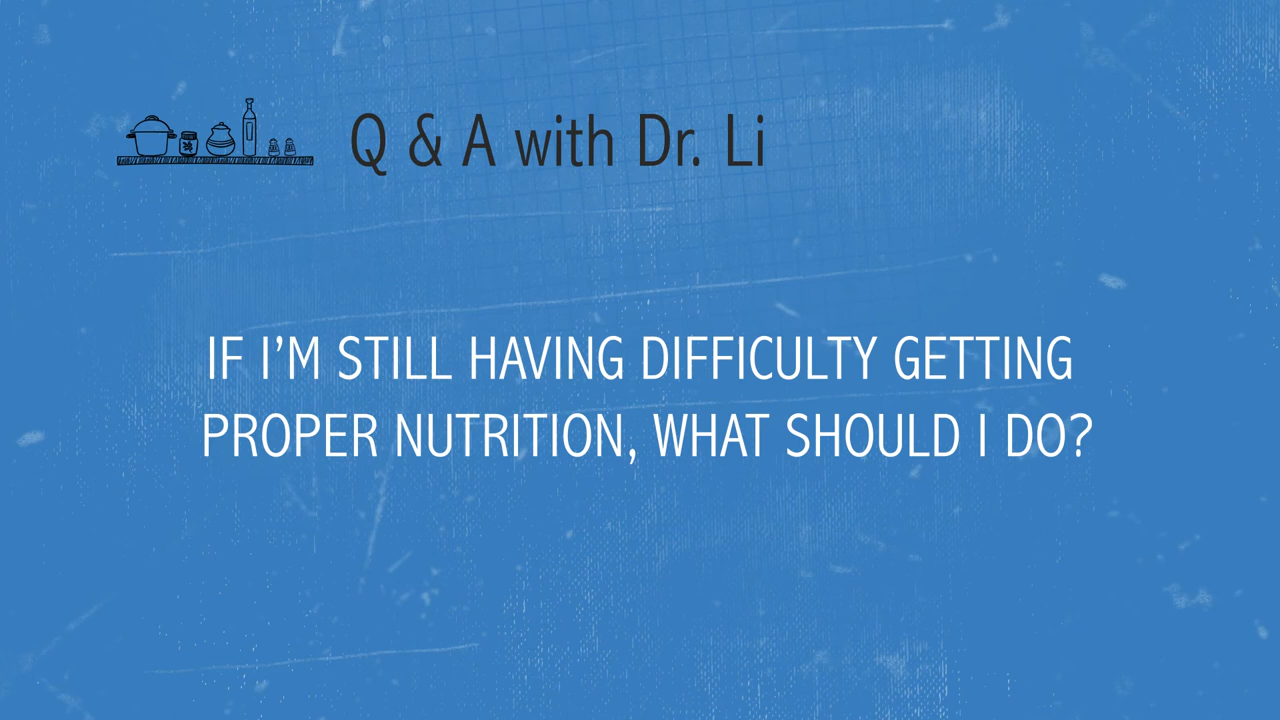 Q & A with Dr. Li
IF I'M STILL HAVING DIFFICULTY GETTING
PROPER NUTRITION, WHAT SHOULD I DO?